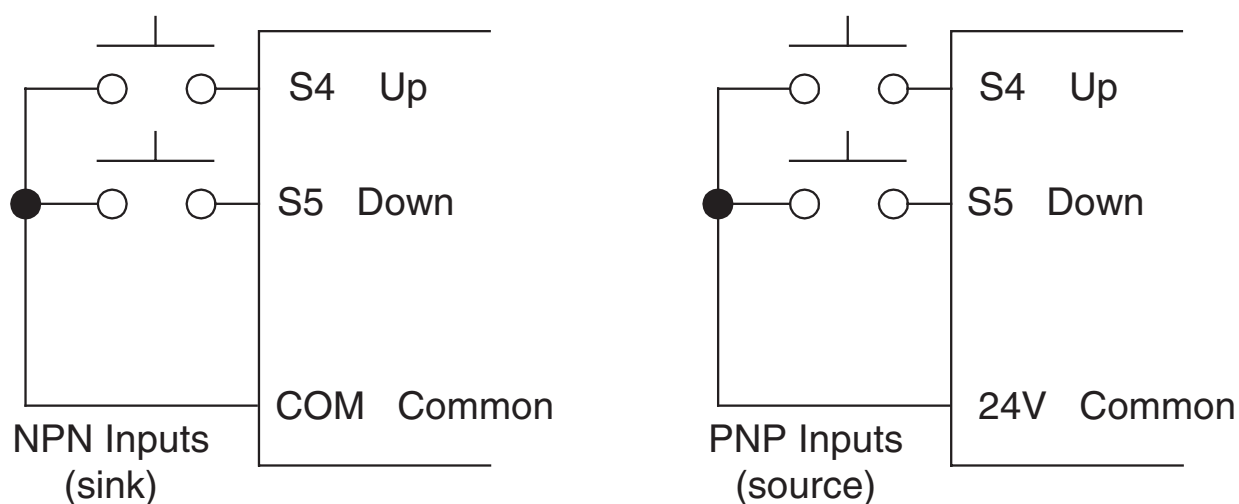 S4 Up
S5 Down
COM Common
NPN Inputs
(sink)
S4 Up
S5 Down
24V Common
PNP Inputs
(source)